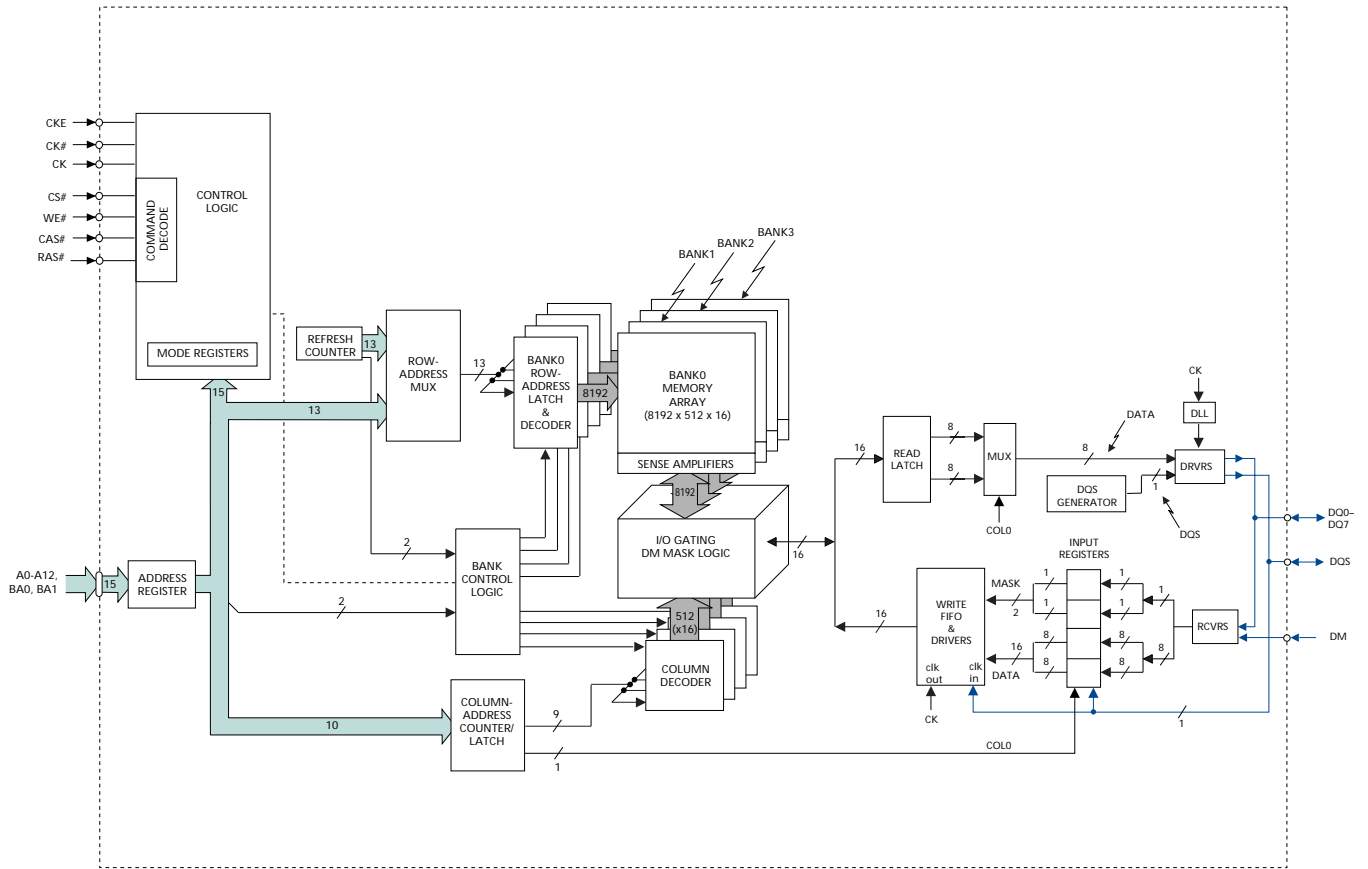 CKE
CK#
CK
CS#
WE#
CAS#
RAS#
COMMAND
DECODE
CONTROL
LOGIC
MODE REGISTERS
15
REFRESH
COUNTER
13
13
ROW-
ADDRESS
MUX
13
BANK0
ROW-
ADDRESS
LATCH
&
DECODER
8192
BANK1
BANK2
BANK3
BANK0
MEMORY
ARRAY
(8192 x 512 x 16)
SENSE AMPLIFIERS
8192
I/O GATING
DM MASK LOGIC
16
512
(x16)
COLUMN
DECODER
2
2
BANK
CONTROL
LOGIC
A0-A12,
BA0, BA1
15
ADDRESS
REGISTER
10
COLUMN-
ADDRESS
COUNTER/
LATCH
9
1
COL0
16
READ
LATCH
8
8
MUX
COL0
8
DATA
DQS
GENERATOR
1
DQS
CK
DLL
DRVRS
DQ0–
DQ7
DQS
DM
INPUT
REGISTERS
16
WRITE
FIFO
&
DRIVERS
clk
out
clk
in
CK
MASK
2
16
DATA
1
1
8
8
1
1
8
8
1
8
RCVRS
1